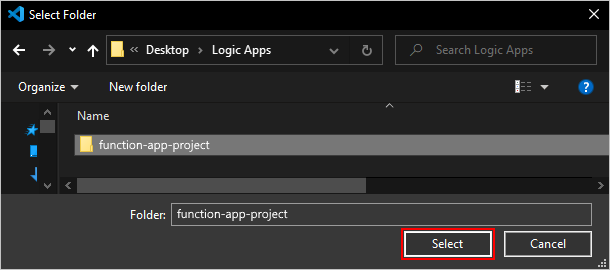 Select Folder
« Desktop › Logic Apps
Search Logic Apps
Organize New folder
?
Name
function-app-project
Folder: function-app-project
Select Cancel